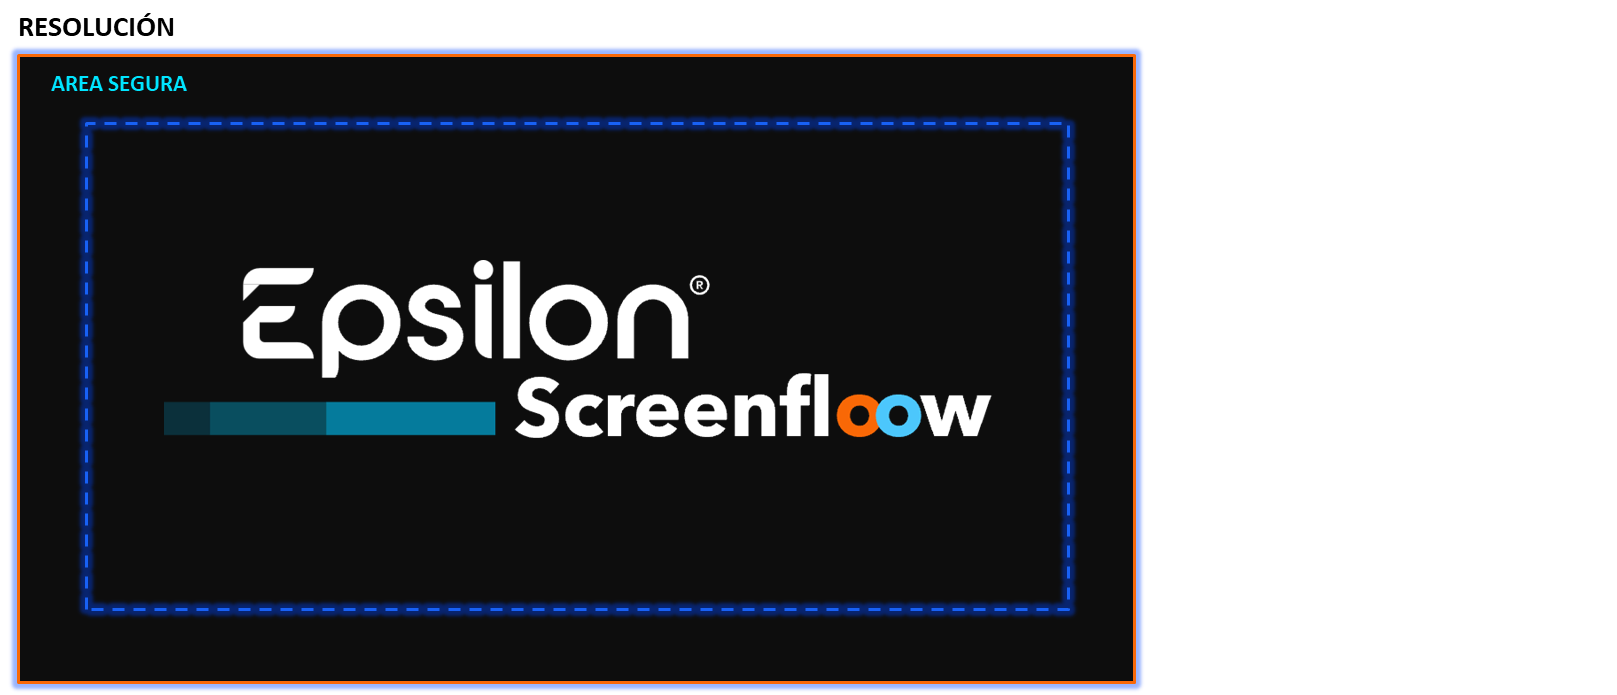 RESOLUCIÓN
AREA SEGURA
Epsilon®
Screenfloow